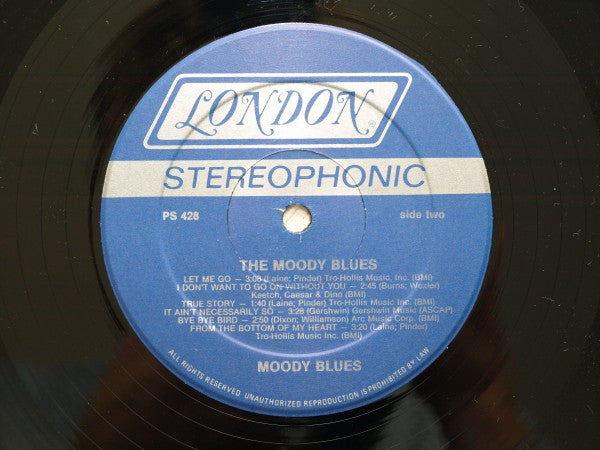 LONDON®
STEREOPHONIC
PS 428 side two
THE MOODY BLUES
LET ME GO — 3:08 (Laine; Pinder) Tro-Hollis Music, Inc. (BMI)
I DON'T WANT TO GO ON WITHOUT YOU — 2:45 (Burns; Wexler)
Keetch, Caesar & Dino (BMI)
TRUE STORY — 1:40 (Laine; Pinder) Tro-Hollis Music Inc. (BMI)
IT AIN'T NECESSARILY SO — 3:28 (Gershwin) Gershwin Music (ASCAP)
BYE BYE BIRD — 2:50 (Dixon; Williamson) Arc Music Corp. (BMI)
FROM THE BOTTOM OF MY HEART — 3:20 (Laine; Pinder)
Tro-Hollis Music Inc. (BMI)
MOODY BLUES
ALL RIGHTS RESERVED UNAUTHORIZED REPRODUCTION IS PROHIBITED BY LAW